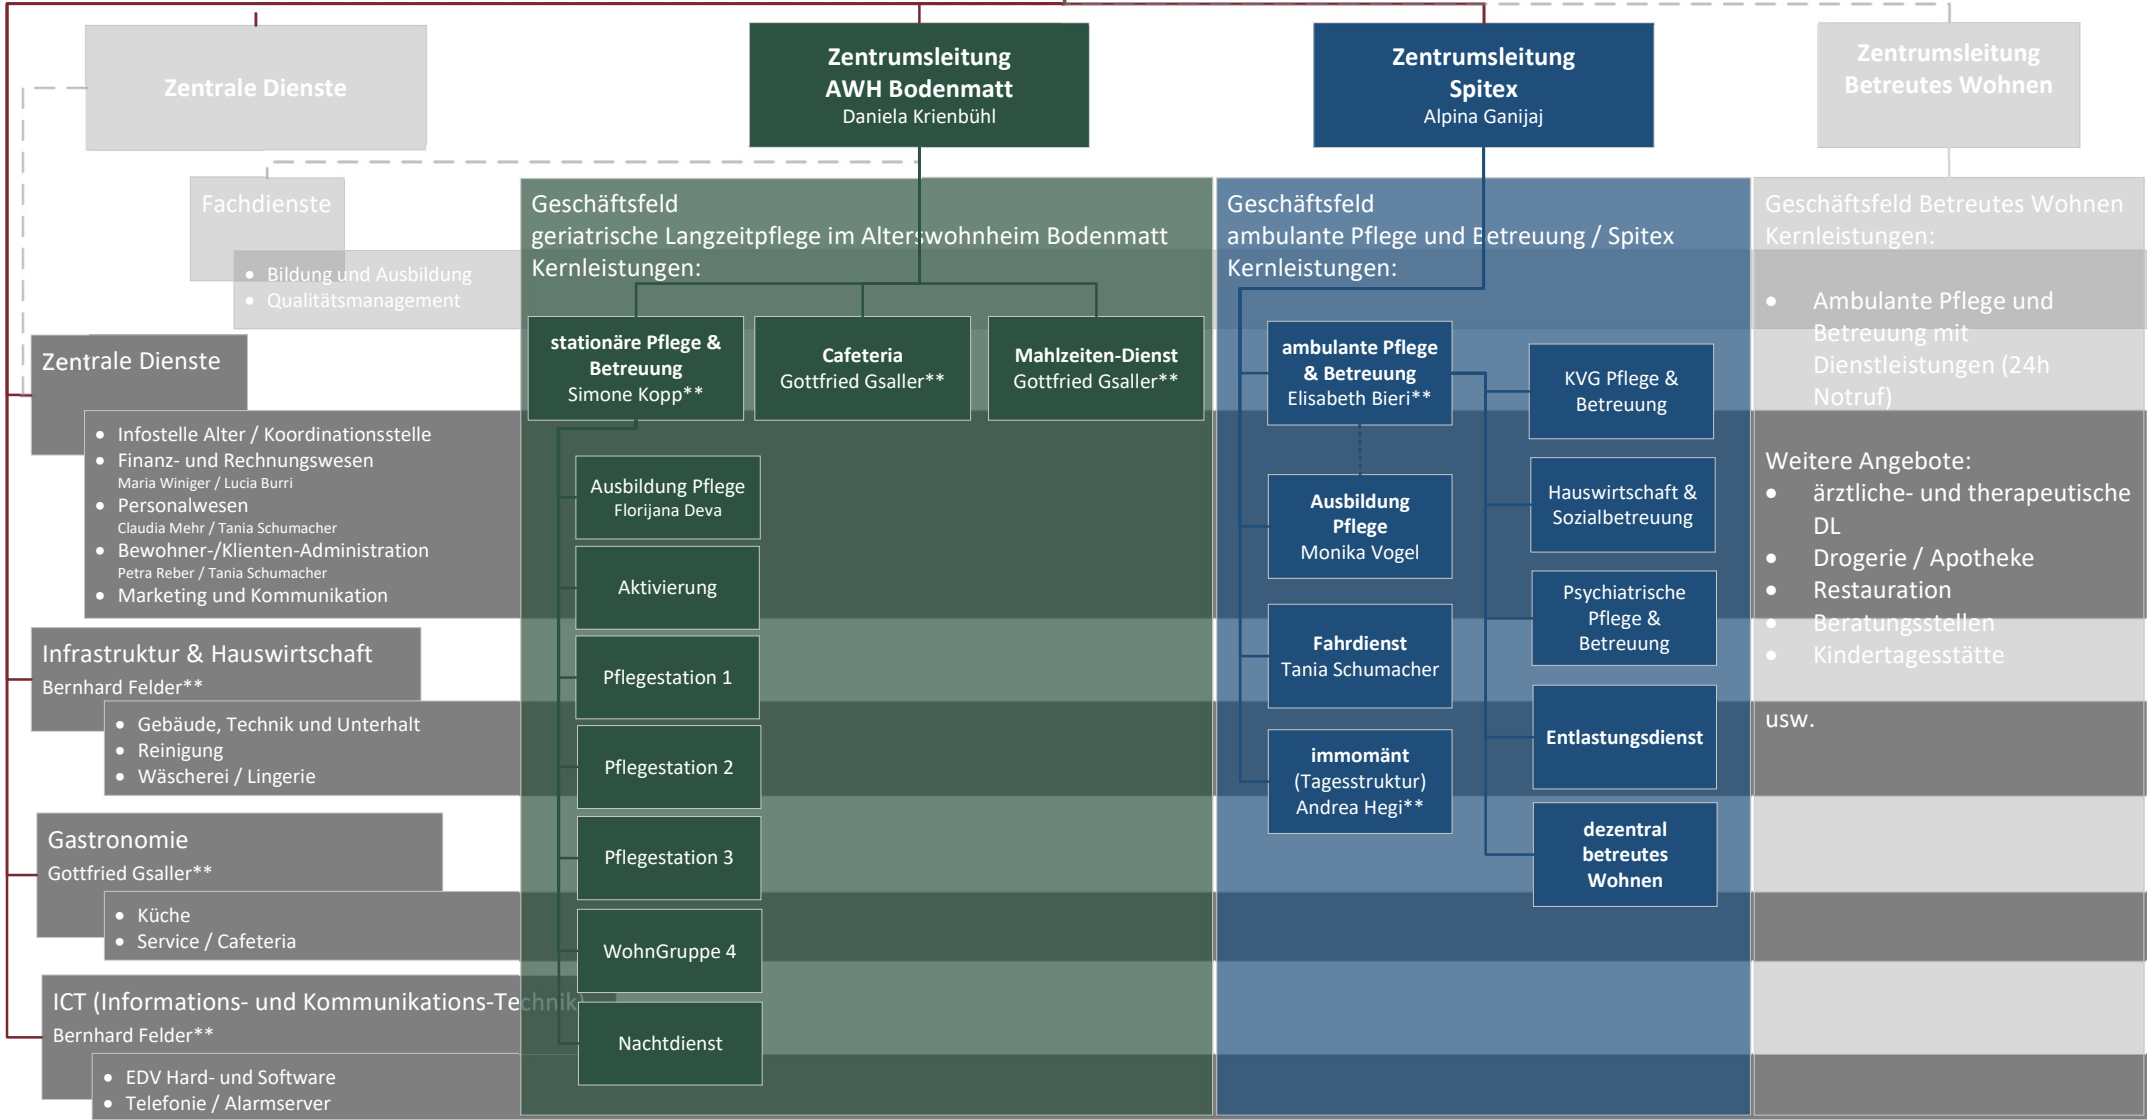 Zentrale Dienste
Zentrumsleitung
AWH Bodenmatt
Daniela Krienbühl
Zentrumsleitung
Spitex
Alpina Ganijaj
Zentrumsleitung
Betreutes Wohnen
Fachdienste
• Bildung und Ausbildung
• Qualitätsmanagement
Zentrale Dienste
• Infostelle Alter / Koordinationsstelle
• Finanz- und Rechnungswesen
Maria Winiger / Lucia Burri
• Personalwesen
Claudia Mehr / Tania Schumacher
• Bewohner-/Klienten-Administration
Petra Reber / Tania Schumacher
• Marketing und Kommunikation
Infrastruktur & Hauswirtschaft
Bernhard Felder**
• Gebäude, Technik und Unterhalt
• Reinigung
• Wäscherei / Lingerie
Gastronomie
Gottfried Gsaller**
• Küche
• Service / Cafeteria
ICT (Informations- und Kommunikations-Technik)
Bernhard Felder**
• EDV Hard- und Software
• Telefonie / Alarmserver
Geschäftsfeld
geriatrische Langzeitpflege im Alterswohnheim Bodenmatt
Kernleistungen:
stationäre Pflege &
Betreuung
Simone Kopp**
Cafeteria
Gottfried Gsaller**
Mahlzeiten-Dienst
Gottfried Gsaller**
Ausbildung Pflege
Florijana Deva
Aktivierung
Pflegestation 1
Pflegestation 2
Pflegestation 3
WohnGruppe 4
Nachtdienst
Geschäftsfeld
ambulante Pflege und Betreuung / Spitex
Kernleistungen:
ambulante Pflege
& Betreuung
Elisabeth Bieri**
Ausbildung
Pflege
Monika Vogel
Fahrdienst
Tania Schumacher
immomänt
(Tagesstruktur)
Andrea Hegi**
KVG Pflege &
Betreuung
Hauswirtschaft &
Sozialbetreuung
Psychiatrische
Pflege &
Betreuung
Entlastungsdienst
dezentral
betreutes
Wohnen
Geschäftsfeld Betreutes Wohnen
Kernleistungen:
• Ambulante Pflege und
Betreuung mit
Dienstleistungen (24h
Notruf)
Weitere Angebote:
• ärztliche- und therapeutische
DL
• Drogerie / Apotheke
• Restauration
• Beratungsstellen
• Kindertagesstätte
usw.